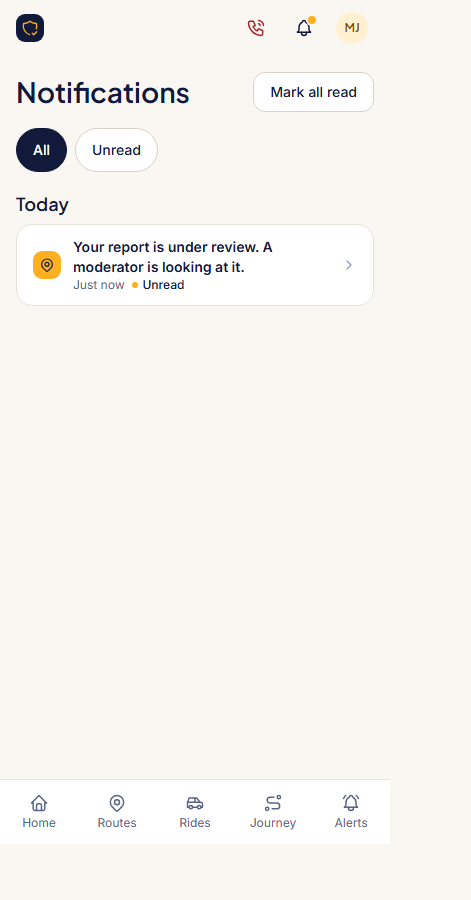 MJ
Notifications
Mark all read
All
Unread
Today
Your report is under review. A
moderator is looking at it.
Just now
Unread
Home
Routes
Rides
Journey
Alerts